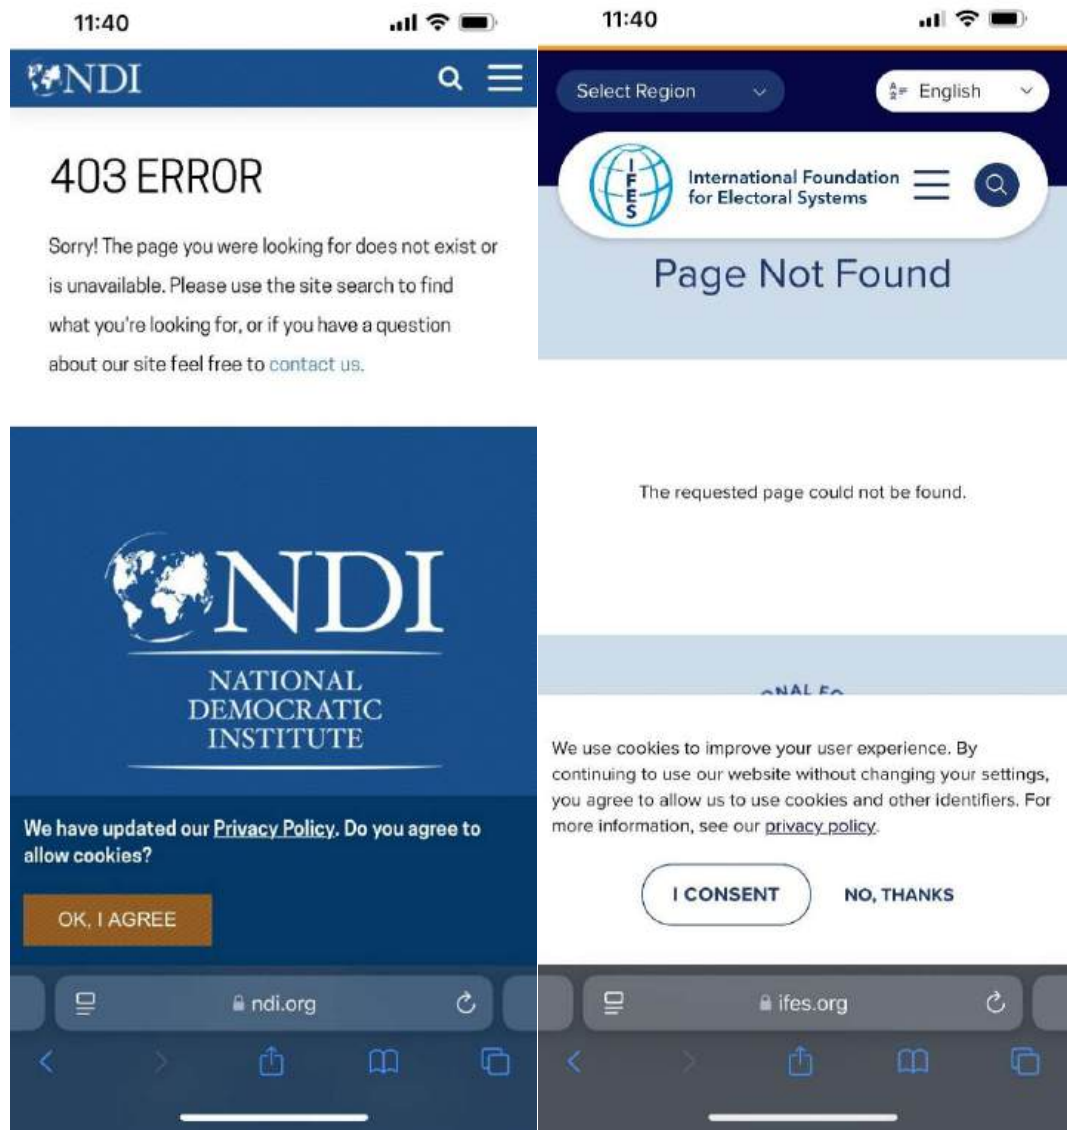 11:40
NDI
403 ERROR
Sorry! The page you were looking for does not exist or
is unavailable. Please use the site search to find
what you're looking for, or if you have a question
about our site feel free to contact us.
NDI
NATIONAL
DEMOCRATIC
INSTITUTE
We have updated our Privacy Policy. Do you agree to
allow cookies?
OK, I AGREE
ndi.org
11:40
Select Region
English
IFES
International Foundation
for Electoral Systems
Page Not Found
The requested page could not be found.
ONAL FO
We use cookies to improve your user experience. By
continuing to use our website without changing your settings,
you agree to allow us to use cookies and other identifiers. For
more information, see our privacy policy.
I CONSENT
NO, THANKS
ifes.org